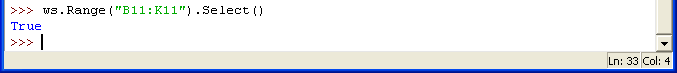 >>> ws.Range("B11:K11").Select()
True
>>>
Ln: 33 Col: 4